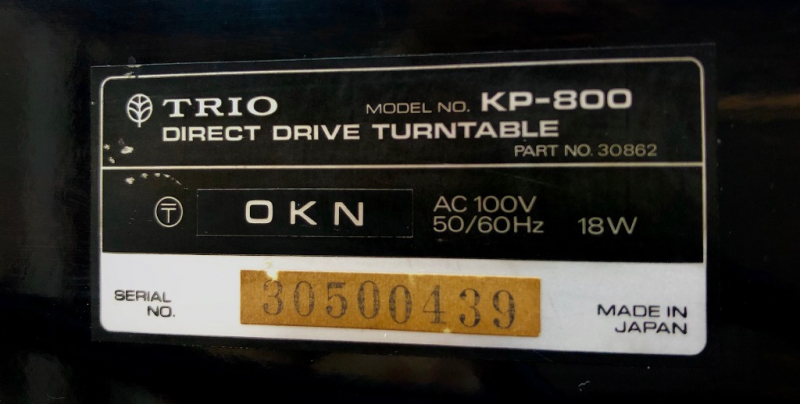 TRIO MODEL NO. KP-800
DIRECT DRIVE TURNTABLE
PART NO. 30862
〒 OKN AC 100V
50/60Hz 18W
SERIAL NO. 30500439
MADE IN JAPAN